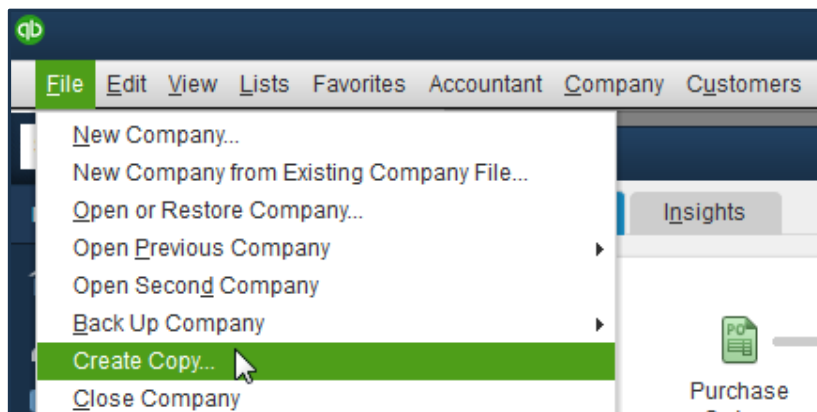 qb
File Edit View Lists Favorites Accountant Company Customers
New Company...
New Company from Existing Company File...
Open or Restore Company...
Insights
Open Previous Company
Open Second Company
Back Up Company
PO
Create Copy...
Close Company
Purchase